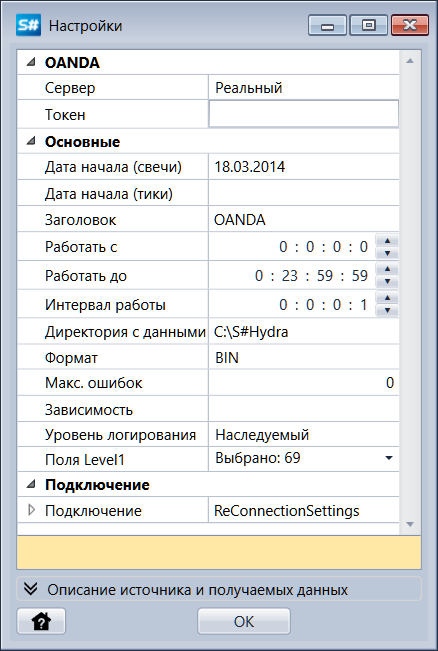 S# Настройки
OANDA
Сервер Реальный
Токен
Основные
Дата начала (свечи) 18.03.2014
Дата начала (тики)
Заголовок OANDA
Работать с 0 : 0 : 0 : 0
Работать до 0 : 23 : 59 : 59
Интервал работы 0 : 0 : 0 : 1
Директория с данными C:\S#Hydra
Формат BIN
Макс. ошибок 0
Зависимость
Уровень логирования Наследуемый
Поля Level1 Выбрано: 69
Подключение
Подключение ReConnectionSettings
Описание источника и получаемых данных
? OK